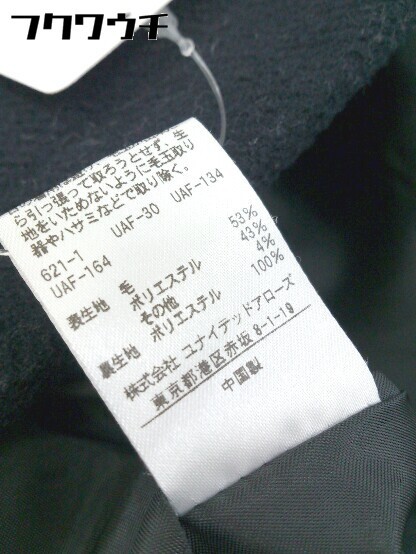 フクウウチ
ら引っ張って取ろうとせず、生
地をいためないように毛玉取り
器やハサミなどで取り除く。
621-1 UAF-30 UAF-134
UAF-164
表生地 毛 53%
ポリエステル 43%
その他 4%
裏生地 ポリエステル 100%
株式会社 ユナイテッドアローズ
東京都港区赤坂 8-1-19
中国製